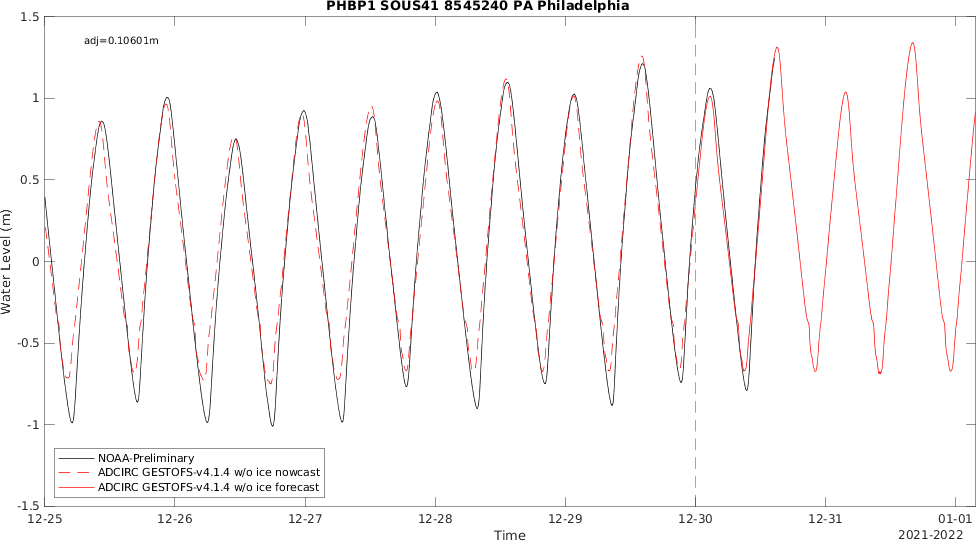 PHBP1 SOUS41 8545240 PA Philadelphia
adj=0.10601m
1.5
1
0.5
0
-0.5
-1
-1.5
Water Level (m)
NOAA-Preliminary
ADCIRC GESTOFS-v4.1.4 w/o ice nowcast
ADCIRC GESTOFS-v4.1.4 w/o ice forecast
12-25 12-26 12-27 12-28 12-29 12-30 12-31 01-01
Time
2021-2022